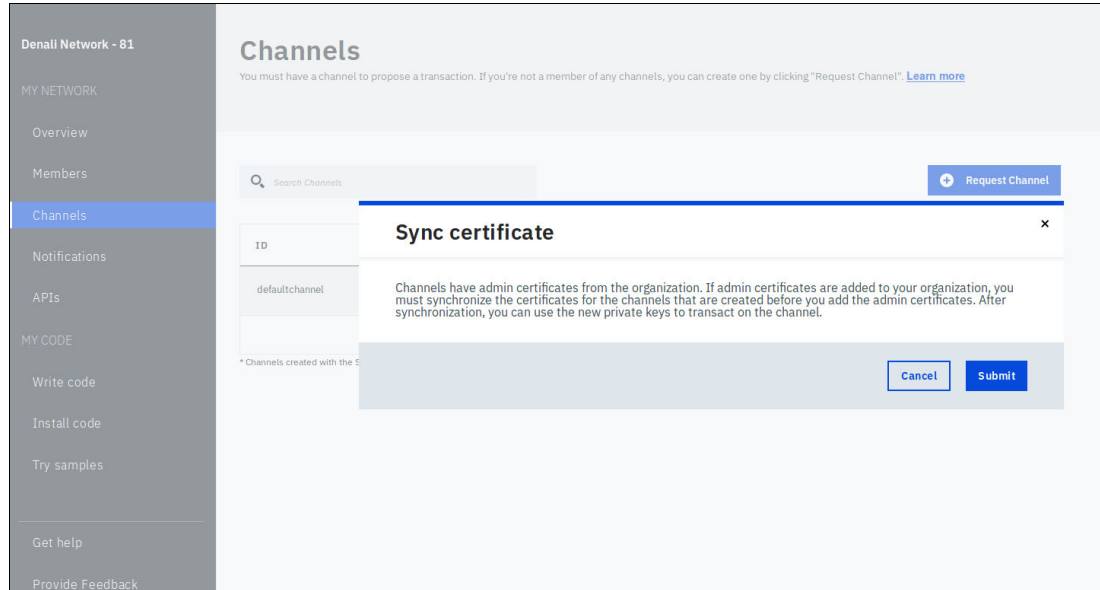 Denali Network - 81
MY NETWORK
Overview
Members
Channels
Notifications
APIs
MY CODE
Write code
Install code
Try samples
Get help
Provide Feedback
Channels
You must have a channel to propose a transaction. If you're not a member of any channels, you can create one by clicking "Request Channel". Learn more
Search Channels
Request Channel
ID
defaultchannel
* Channels created with the S
Sync certificate
×
Channels have admin certificates from the organization. If admin certificates are added to your organization, you
must synchronize the certificates for the channels that are created before you add the admin certificates. After
synchronization, you can use the new private keys to transact on the channel.
Cancel
Submit